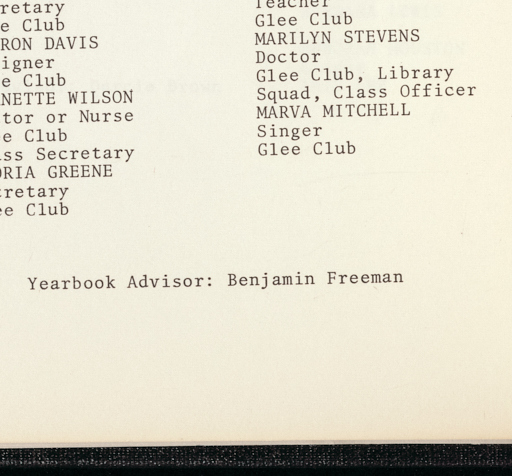 e Club
RON DAVIS
igner
e Club
NETTE WILSON
tor or Nurse
e Club
ss Secretary
RIA GREENE
retary
ee Club
Teacher
Glee Club
MARILYN STEVENS
Doctor
Glee Club, Library
Squad, Class Officer
MARVA MITCHELL
Singer
Glee Club
Yearbook Advisor: Benjamin Freeman